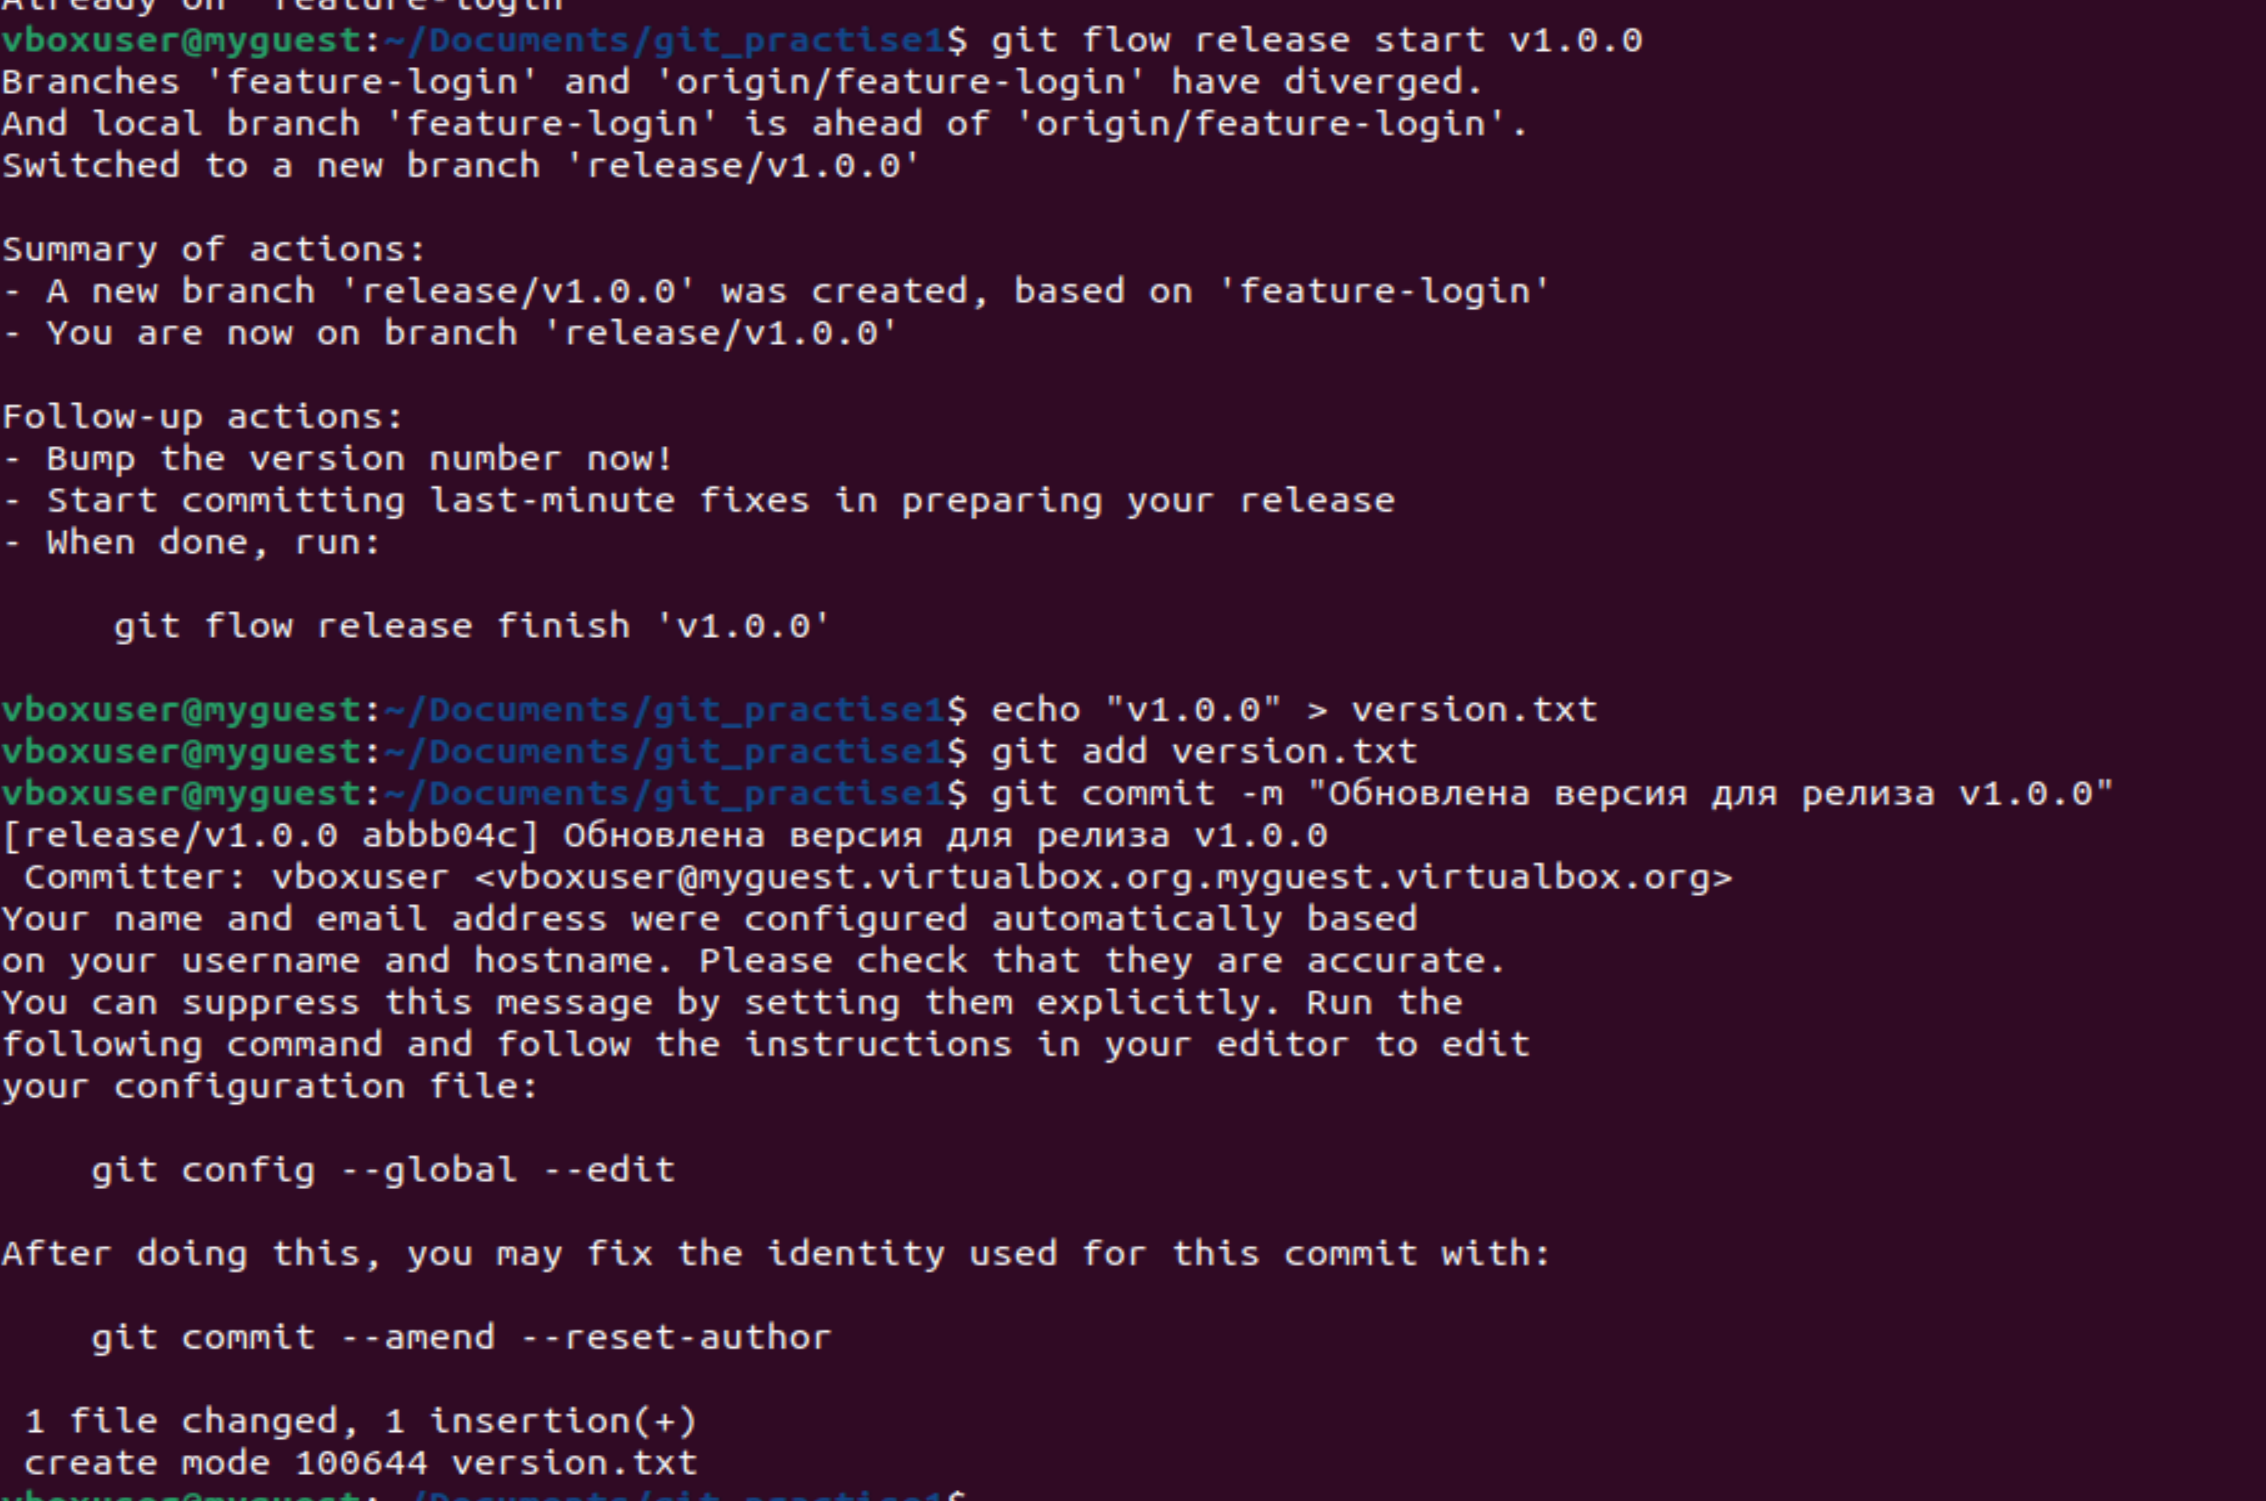 Already on 'feature-login'
vboxuser@myguest:~/Documents/git_practise1$ git flow release start v1.0.0
Branches 'feature-login' and 'origin/feature-login' have diverged.
And local branch 'feature-login' is ahead of 'origin/feature-login'.
Switched to a new branch 'release/v1.0.0'
Summary of actions:
- A new branch 'release/v1.0.0' was created, based on 'feature-login'
- You are now on branch 'release/v1.0.0'
Follow-up actions:
- Bump the version number now!
- Start committing last-minute fixes in preparing your release
- When done, run:
git flow release finish 'v1.0.0'
vboxuser@myguest:~/Documents/git_practise1$ echo "v1.0.0" > version.txt
vboxuser@myguest:~/Documents/git_practise1$ git add version.txt
vboxuser@myguest:~/Documents/git_practise1$ git commit -m "Обновлена версия для релиза v1.0.0"
[release/v1.0.0 abbb04c] Обновлена версия для релиза v1.0.0
Committer: vboxuser <vboxuser@myguest.virtualbox.org.myguest.virtualbox.org>
Your name and email address were configured automatically based
on your username and hostname. Please check that they are accurate.
You can suppress this message by setting them explicitly. Run the
following command and follow the instructions in your editor to edit
your configuration file:
git config --global --edit
After doing this, you may fix the identity used for this commit with:
git commit --amend --reset-author
1 file changed, 1 insertion(+)
create mode 100644 version.txt
vboxuser@myguest:~/Documents/git_practise1$